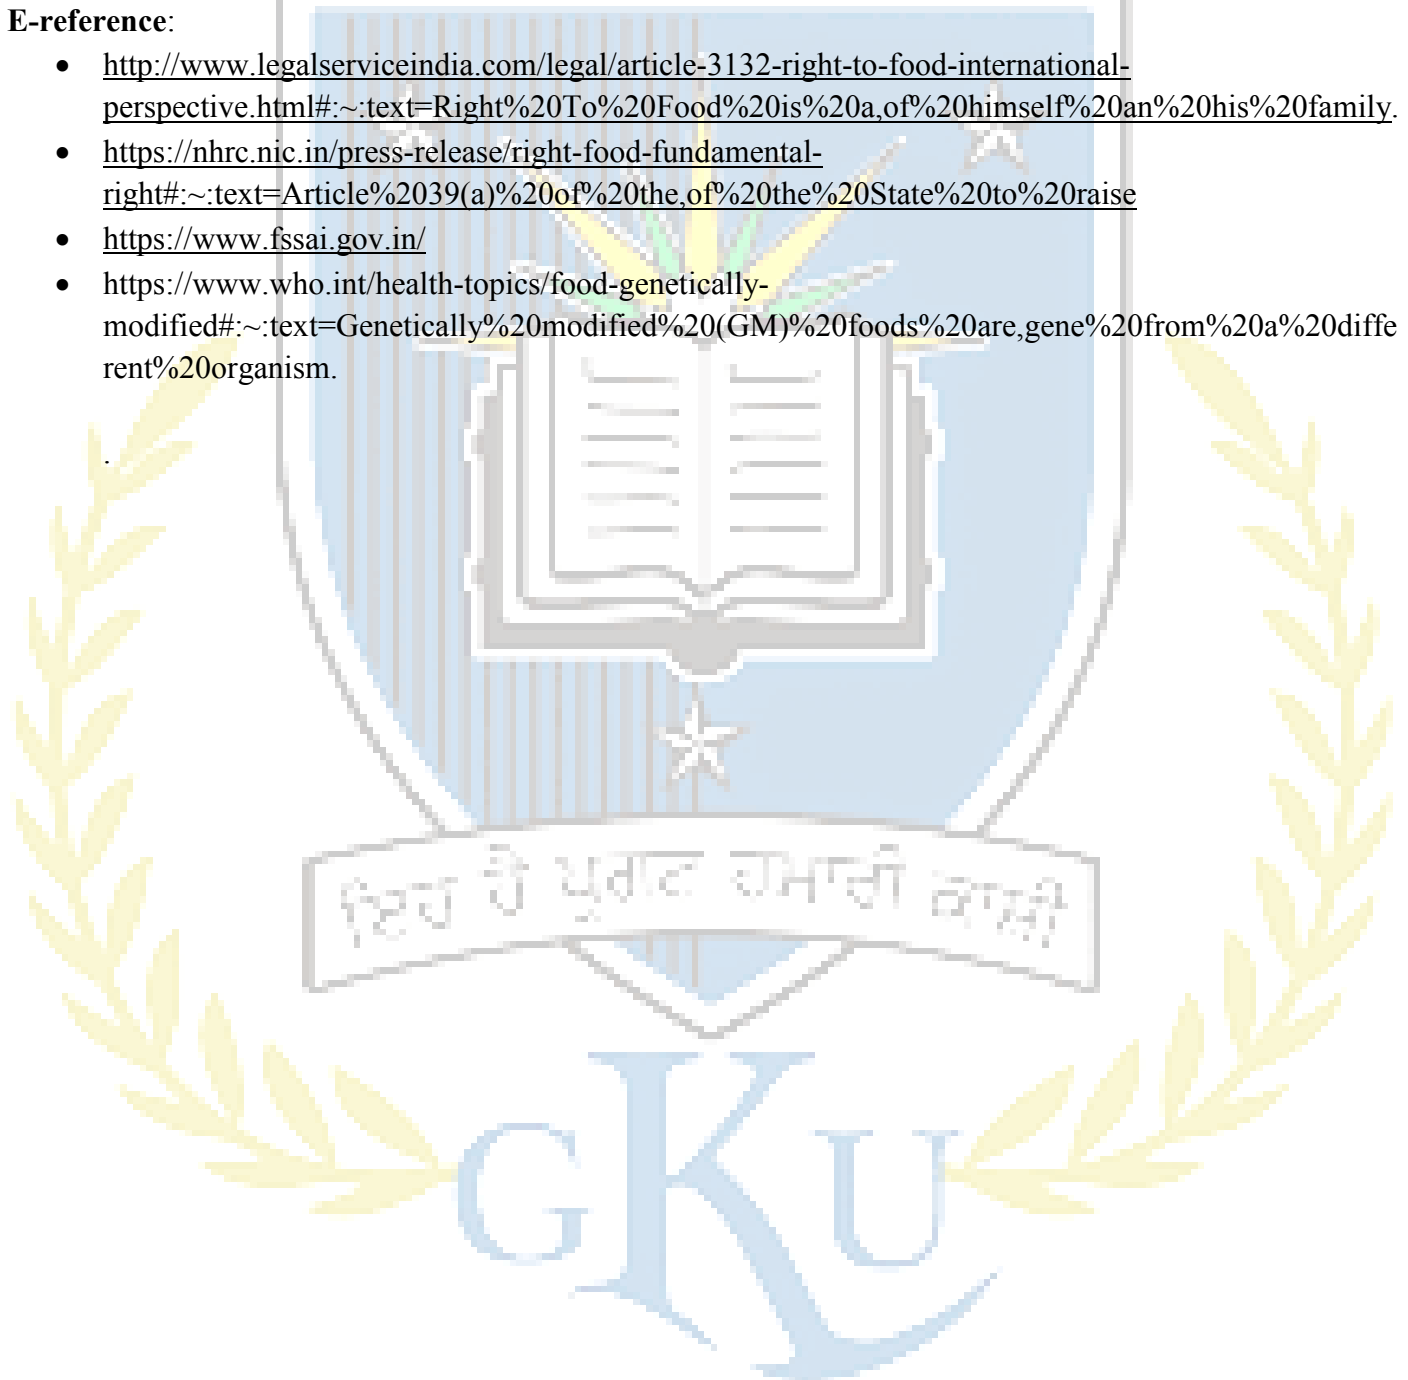 E-reference:
• http://www.legalserviceindia.com/legal/article-3132-right-to-food-international-
perspective.html#:~:text=Right%20To%20Food%20is%20a,of%20himself%20an%20his%20family.
• https://nhrc.nic.in/press-release/right-food-fundamental-
right#:~:text=Article%2039(a)%20of%20the,of%20the%20State%20to%20raise
• https://www.fssai.gov.in/
• https://www.who.int/health-topics/food-genetically-
modified#:~:text=Genetically%20modified%20(GM)%20foods%20are,gene%20from%20a%20diffe
rent%20organism.
.
ਇਹ ਹੈ ਪ੍ਰਗਟ ਹਮਾਰੀ ਕਾਸ਼ੀ
GKU